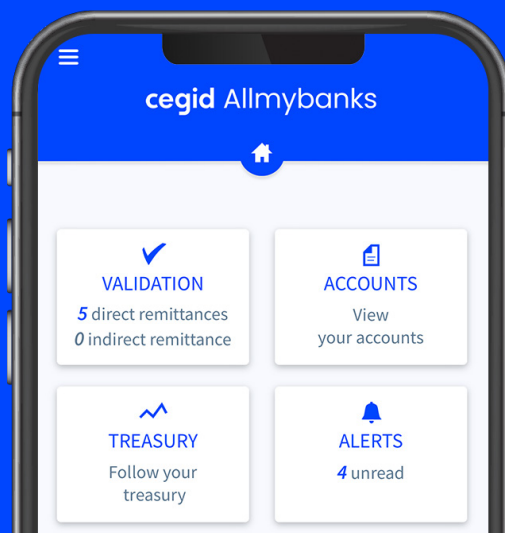 cegid Allmybanks
VALIDATION
5 direct remittances
0 indirect remittance
ACCOUNTS
View
your accounts
TREASURY
Follow your
treasury
ALERTS
4 unread